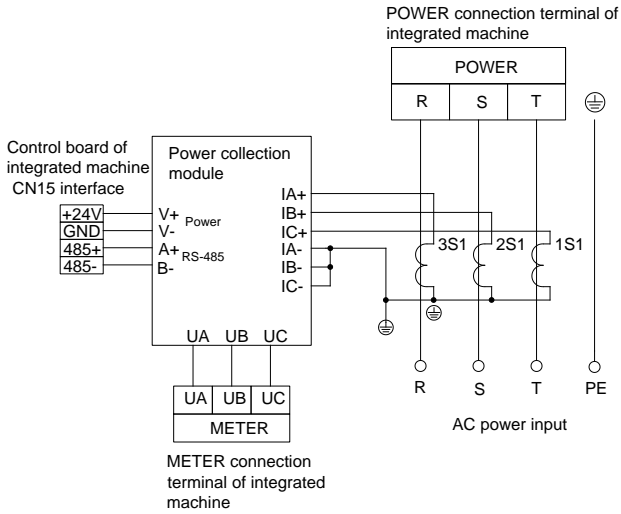 POWER connection terminal of
integrated machine
POWER
R S T
Control board of
integrated machine
CN15 interface
+24V
GND
485+
485-
Power collection
module
V+ Power
V-
A+ RS-485
B-
IA+
IB+
IC+
IA-
IB-
IC-
3S1 2S1 1S1
UA UB UC
UA UB UC
METER
METER connection
terminal of integrated
machine
R S T PE
AC power input